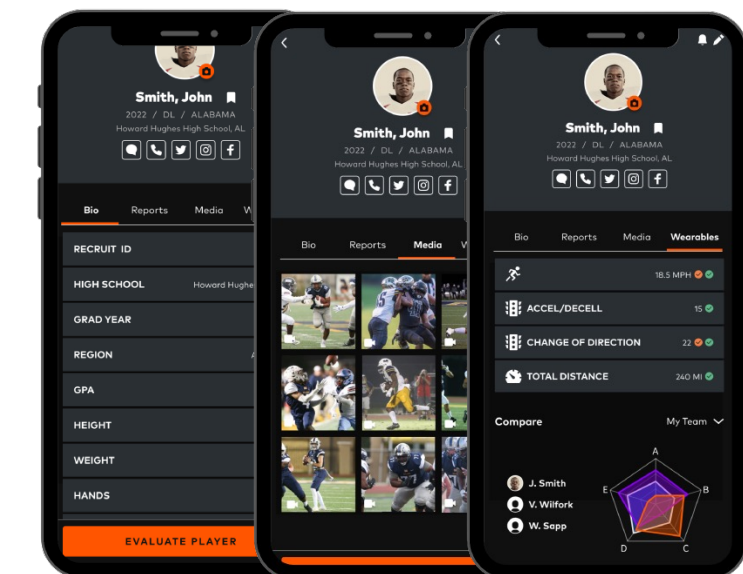 Smith, John
2022 / DL / ALABAMA
Howard Hughes High School, AL
Bio Reports Media
RECRUIT ID
HIGH SCHOOL Howard Hughe
GRAD YEAR
REGION
GPA
HEIGHT
WEIGHT
HANDS
EVALUATE PLAYER
Smith, John
2022 / DL / ALABAMA
Howard Hughes High School, AL
Bio Reports Media
Smith, John
2022 / DL / ALABAMA
Howard Hughes High School, AL
Bio Reports Media Wearables
18.5 MPH
ACCEL/DECELL 15
CHANGE OF DIRECTION 22
TOTAL DISTANCE 240 MI
Compare My Team
J. Smith
V. Wilfork
W. Sapp
A
B
C
D
E